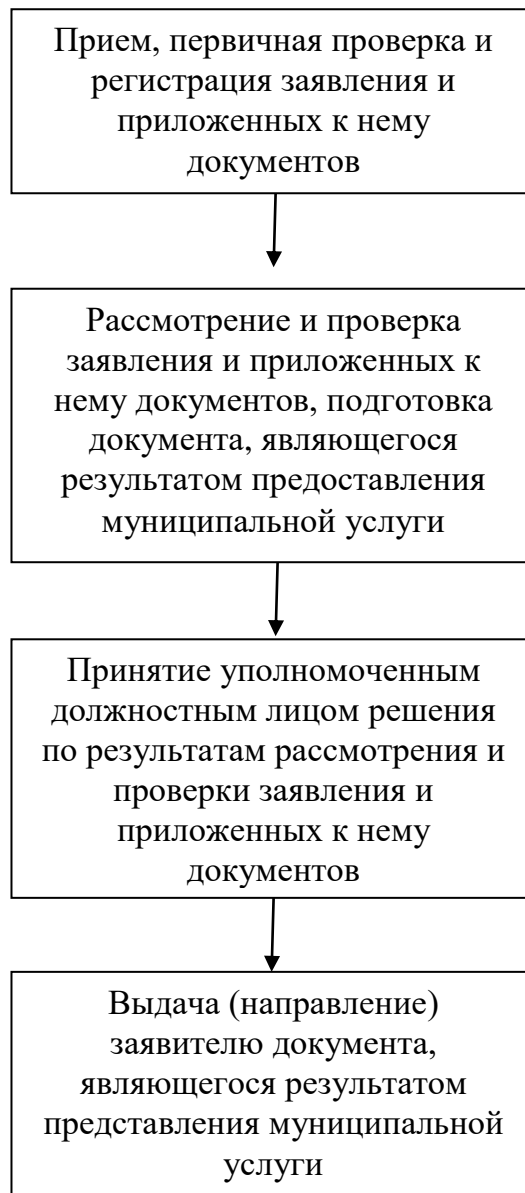 Прием, первичная проверка и
регистрация заявления и
приложенных к нему
документов
Рассмотрение и проверка
заявления и приложенных к
нему документов, подготовка
документа, являющегося
результатом предоставления
муниципальной услуги
Принятие уполномоченным
должностным лицом решения
по результатам рассмотрения и
проверки заявления и
приложенных к нему
документов
Выдача (направление)
заявителю документа,
являющегося результатом
представления муниципальной
услуги